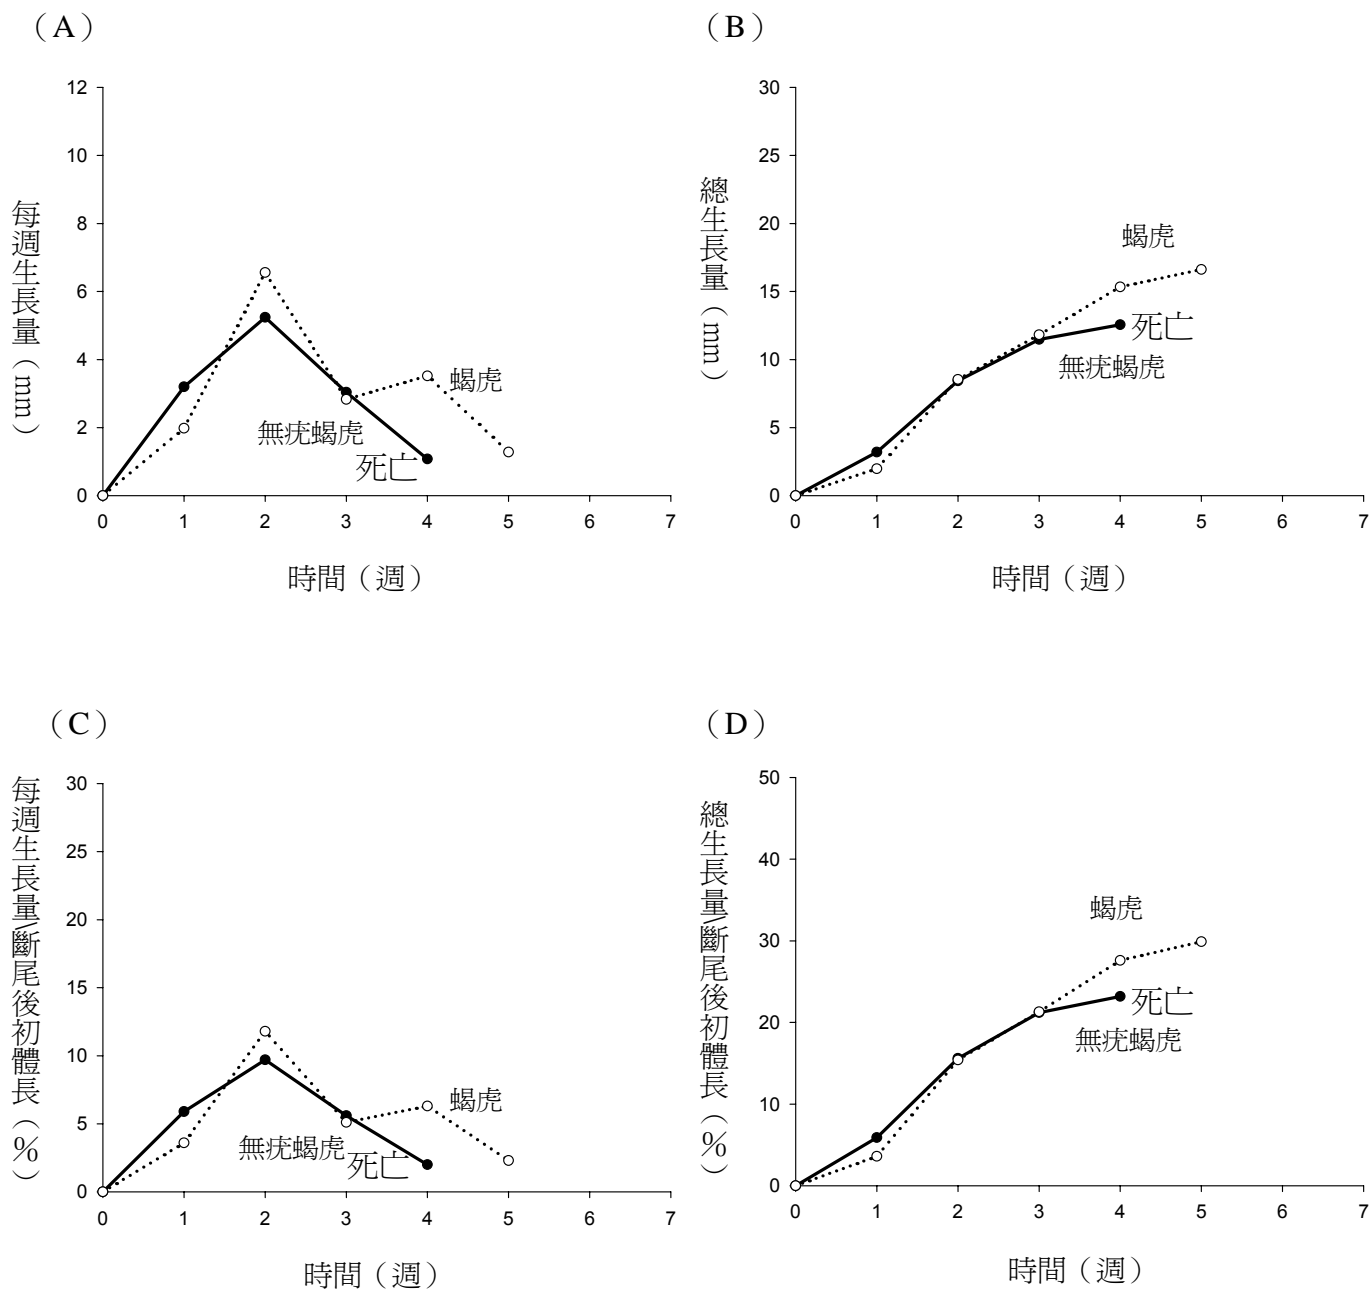 （A）
12
10
8
6
4
2
0
每週生長量（mm）
蝎虎
無疣蝎虎
死亡
0 1 2 3 4 5 6 7
時間（週）
（B）
30
25
20
15
10
5
0
總生長量（mm）
蝎虎
死亡
無疣蝎虎
0 1 2 3 4 5 6 7
時間（週）
（C）
30
25
20
15
10
5
0
每週生長量\斷尾後初體長（%）
蝎虎
無疣蝎虎
死亡
0 1 2 3 4 5 6 7
時間（週）
（D）
50
40
30
20
10
0
總生長量\斷尾後初體長（%）
蝎虎
死亡
無疣蝎虎
0 1 2 3 4 5 6 7
時間（週）